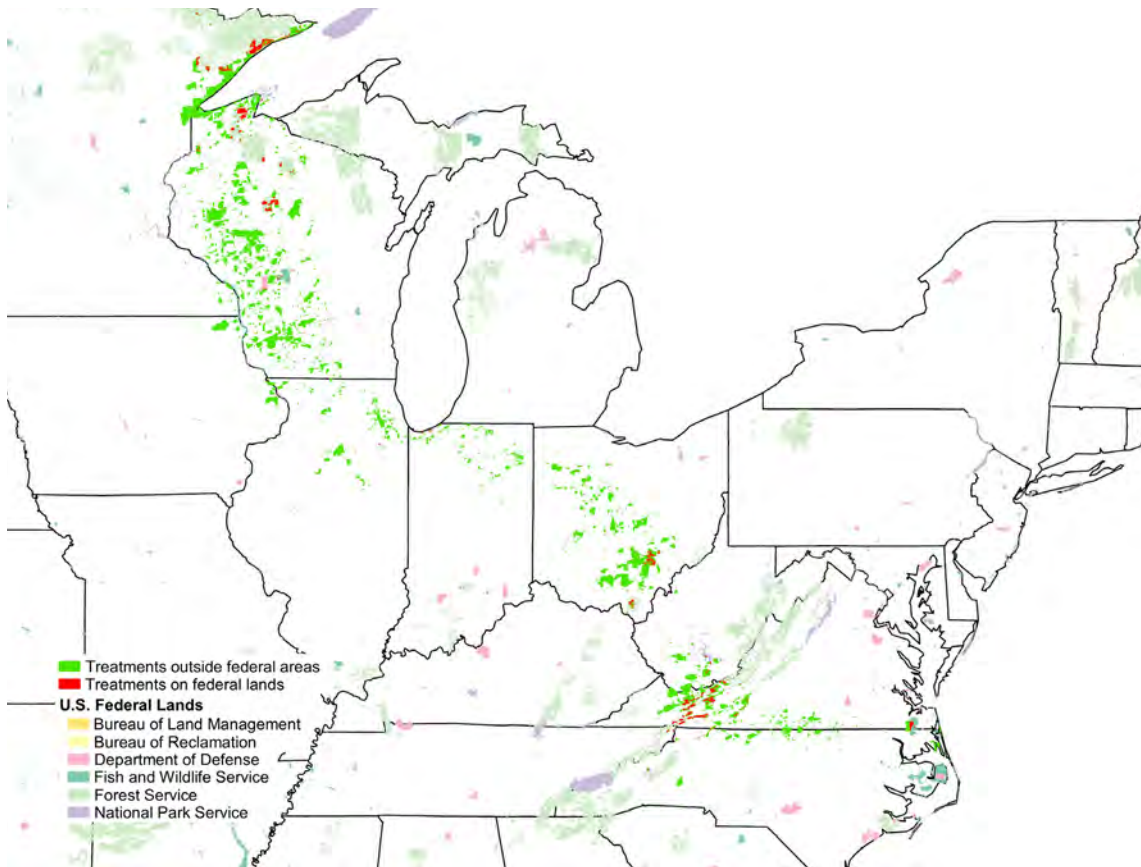 Treatments outside federal areas
Treatments on federal lands
U.S. Federal Lands
Bureau of Land Management
Bureau of Reclamation
Department of Defense
Fish and Wildlife Service
Forest Service
National Park Service